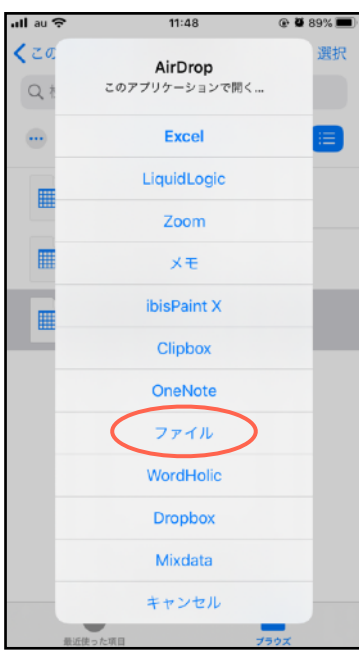 au 11:48 89%
この 選択
AirDrop
このアプリケーションで開く...
Excel
LiquidLogic
Zoom
メモ
ibisPaint X
Clipbox
OneNote
ファイル
WordHolic
Dropbox
Mixdata
キャンセル
最近使った項目 ブラウズ